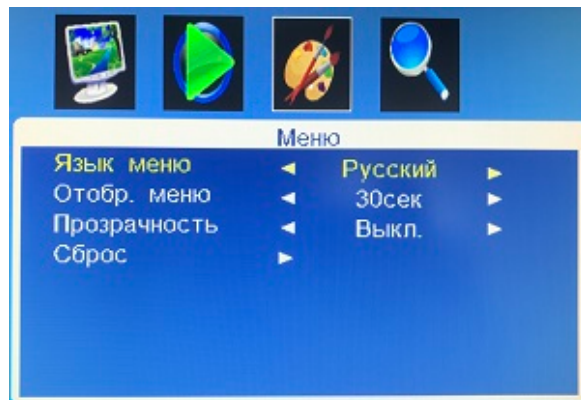 Меню
Язык меню ◄ Русский ►
Отобр. меню ◄ 30сек ►
Прозрачность ◄ Выкл. ►
Сброс ►